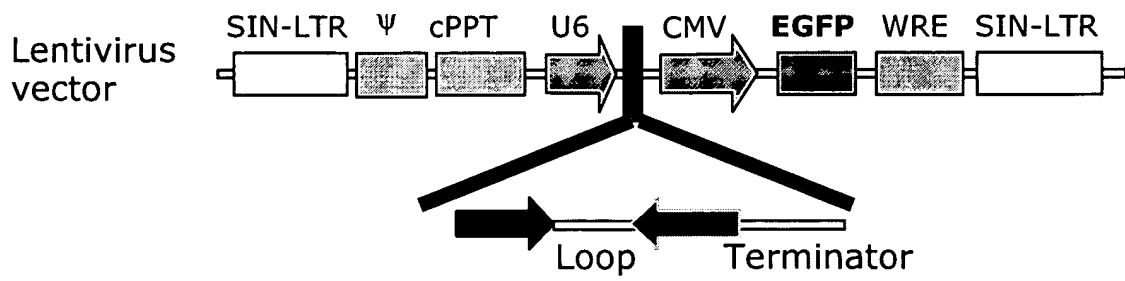 SIN-LTR Ψ cPPT U6 CMV EGFP WRE SIN-LTR
Lentivirus
vector
Loop Terminator